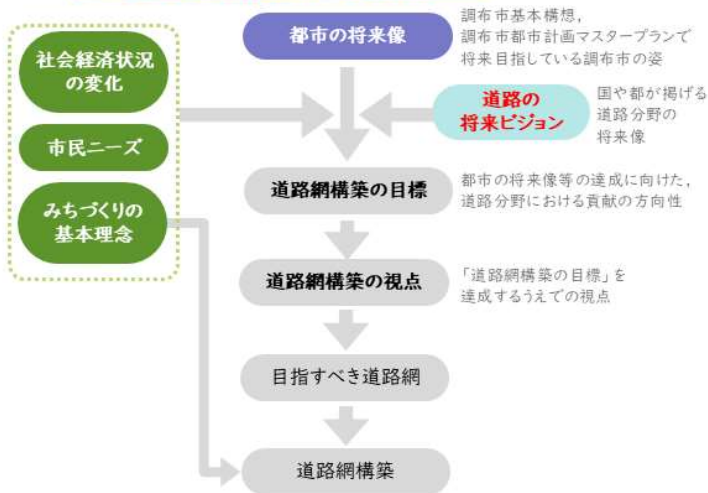 都市の将来像
調布市基本構想，
調布市都市計画マスタープランで
将来目指している調布市の姿
社会経済状況
の変化
市民ニーズ
みちづくりの
基本理念
道路の
将来ビジョン
国や都が掲げる
道路分野の
将来像
道路網構築の目標
都市の将来像等の達成に向けた，
道路分野における貢献の方向性
道路網構築の視点
「道路網構築の目標」を
達成するうえでの視点
目指すべき道路網
道路網構築